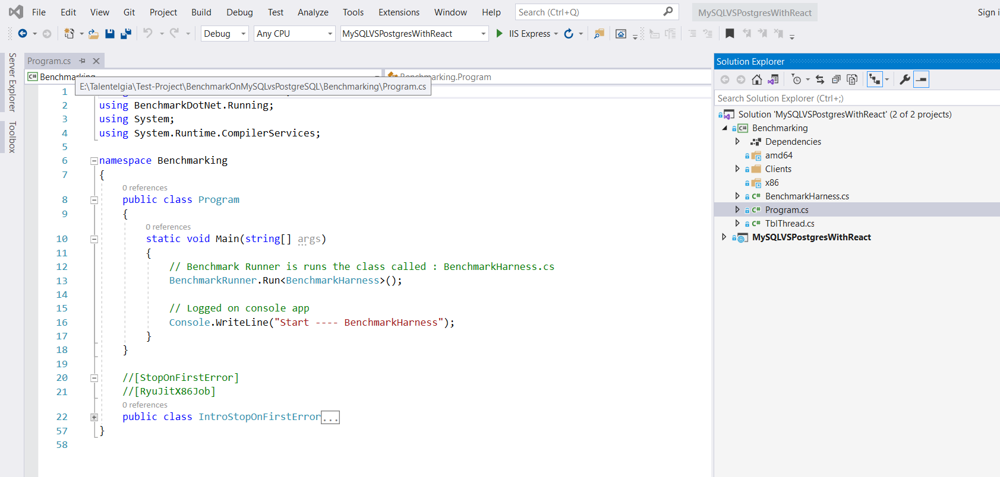 File Edit View Git Project Build Debug Test Analyze Tools Extensions Window Help Search (Ctrl+Q) MySQLVSPostgresWithReact Sign i
Debug Any CPU MySQLVSPostgresWithReact IIS Express
Server Explorer
Toolbox
Program.cs
C# Benchmarking Benchmarking.Program
E:\Talentelgia\Test-Project\BenchmarkOnMySQLvsPostgreSQL\Benchmarking\Program.cs
1
2 using BenchmarkDotNet.Running;
3 using System;
4 using System.Runtime.CompilerServices;
5
6 namespace Benchmarking
7 {
0 references
8 public class Program
9 {
0 references
10 static void Main(string[] args)
11 {
12 // Benchmark Runner is runs the class called : BenchmarkHarness.cs
13 BenchmarkRunner.Run<BenchmarkHarness>();
14
15 // Logged on console app
16 Console.WriteLine("Start ---- BenchmarkHarness");
17 }
18 }
19
20 //[StopOnFirstError]
21 //[RyuJitX86Job]
0 references
22 public class IntroStopOnFirstError...
57 }
58
Solution Explorer
Search Solution Explorer (Ctrl+;)
Solution 'MySQLVSPostgresWithReact' (2 of 2 projects)
C# Benchmarking
Dependencies
amd64
Clients
x86
C# BenchmarkHarness.cs
C# Program.cs
C# TblThread.cs
MySQLVSPostgresWithReact